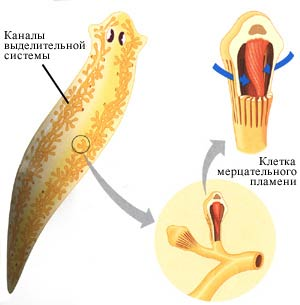 Каналы
выделительной
системы
Клетка
мерцательного
пламени